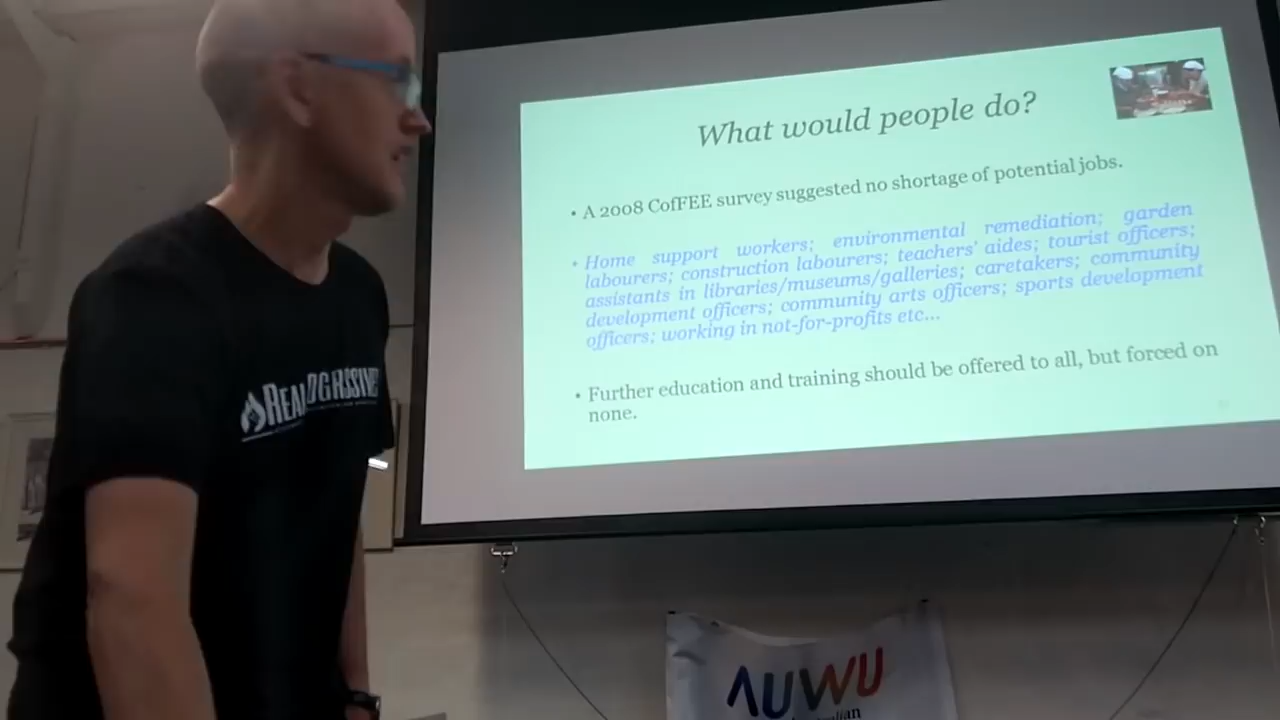 What would people do?
• A 2008 CofFEE survey suggested no shortage of potential jobs.
• Home support workers; environmental remediation; garden
labourers; construction labourers; teachers' aides; tourist officers;
assistants in libraries/museums/galleries; caretakers; community
development officers; community arts officers; sports development
officers; working in not-for-profits etc...
• Further education and training should be offered to all, but forced on
none.
AUWU